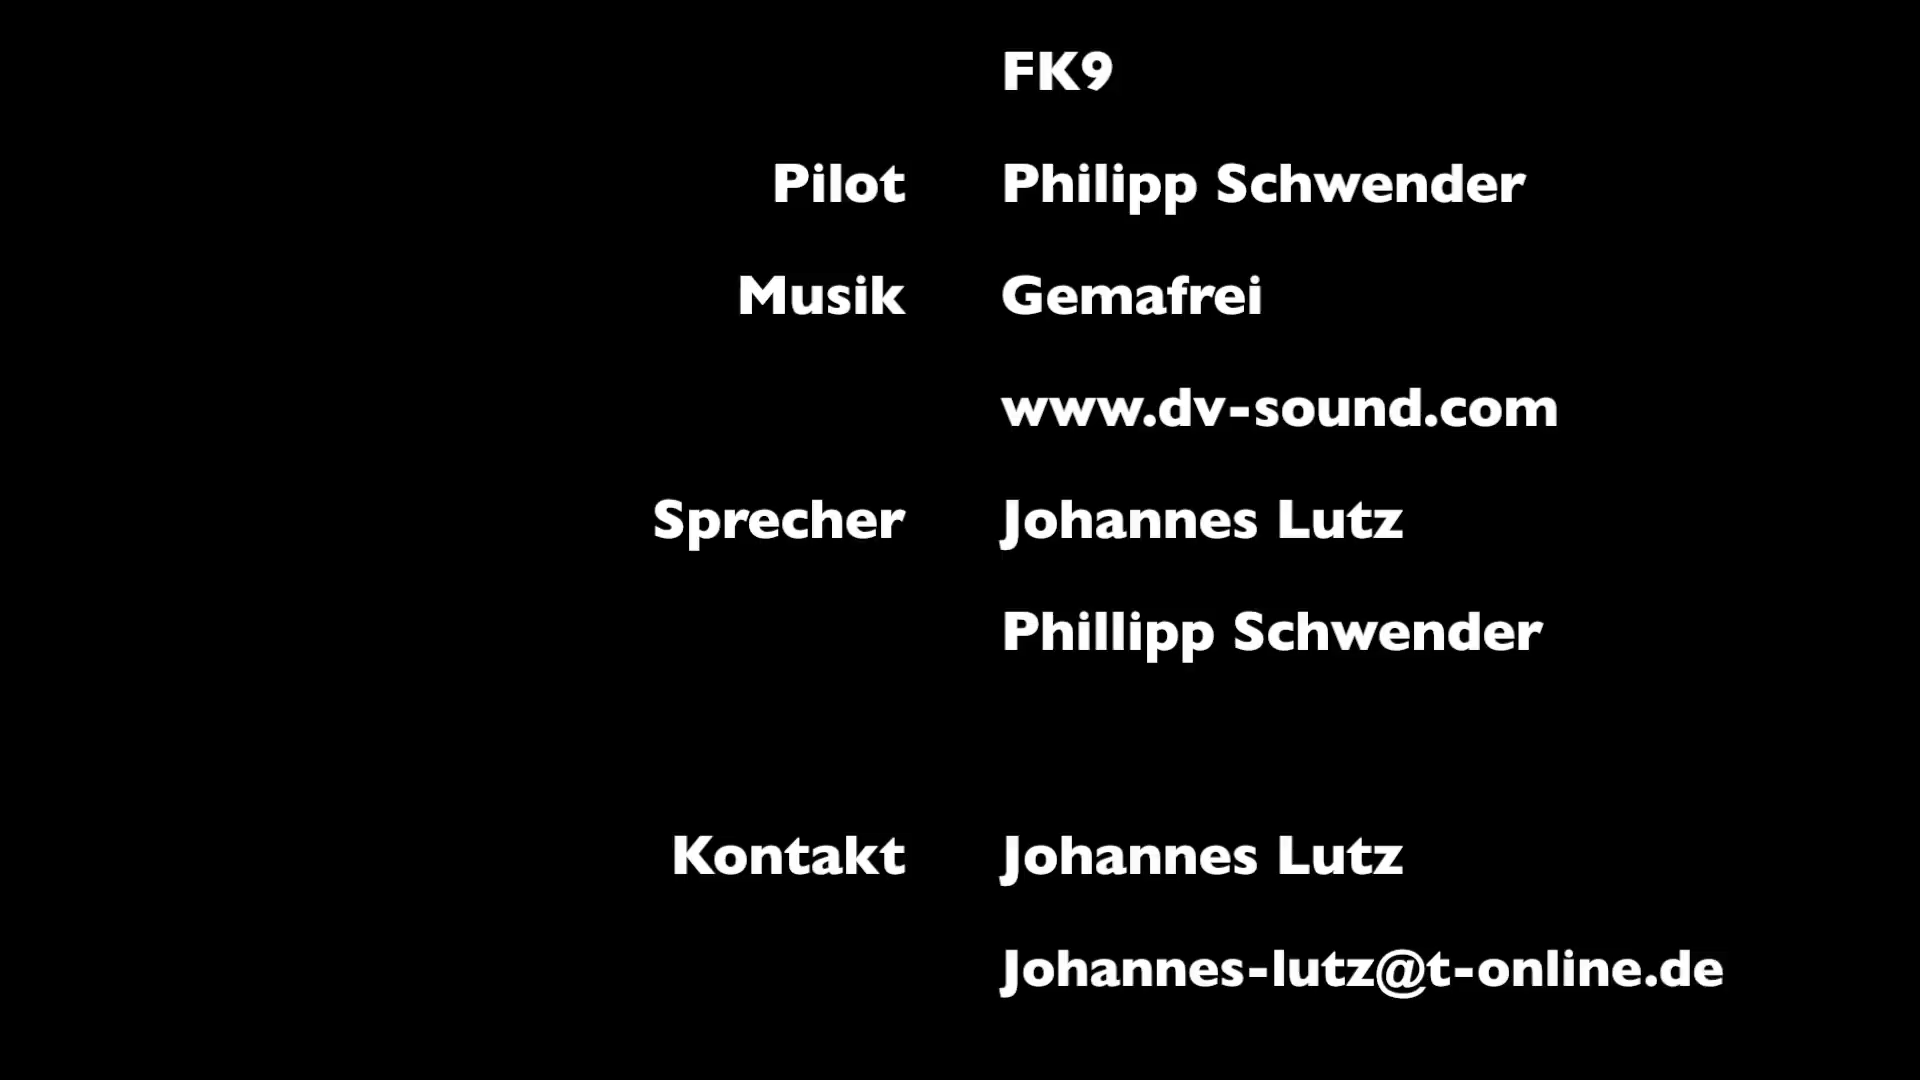 FK9
Pilot Philipp Schwender
Musik Gemafrei
www.dv-sound.com
Sprecher Johannes Lutz
Phillipp Schwender
Kontakt Johannes Lutz
Johannes-lutz@t-online.de